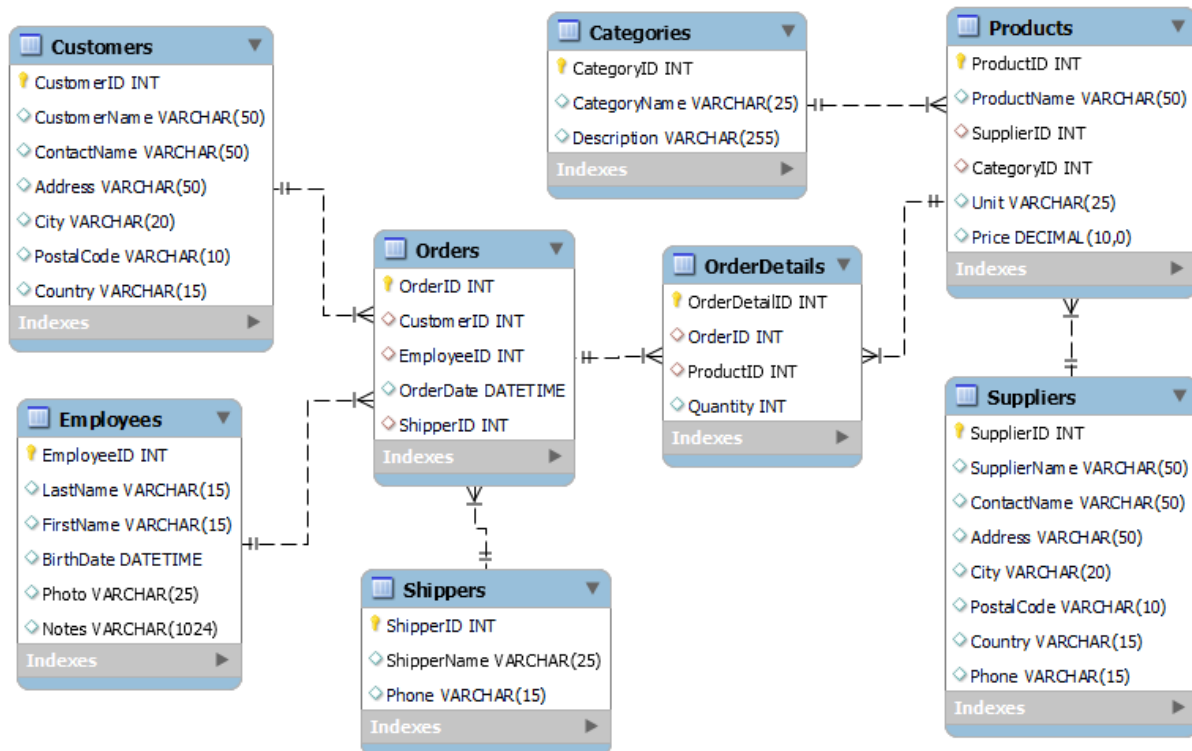 Customers
CustomerID INT
CustomerName VARCHAR(50)
ContactName VARCHAR(50)
Address VARCHAR(50)
City VARCHAR(20)
PostalCode VARCHAR(10)
Country VARCHAR(15)
Indexes
Categories
CategoryID INT
CategoryName VARCHAR(25)
Description VARCHAR(255)
Indexes
Products
ProductID INT
ProductName VARCHAR(50)
SupplierID INT
CategoryID INT
Unit VARCHAR(25)
Price DECIMAL(10,0)
Indexes
Orders
OrderID INT
CustomerID INT
EmployeeID INT
OrderDate DATETIME
ShipperID INT
Indexes
OrderDetails
OrderDetailID INT
OrderID INT
ProductID INT
Quantity INT
Indexes
Employees
EmployeeID INT
LastName VARCHAR(15)
FirstName VARCHAR(15)
BirthDate DATETIME
Photo VARCHAR(25)
Notes VARCHAR(1024)
Indexes
Shippers
ShipperID INT
ShipperName VARCHAR(25)
Phone VARCHAR(15)
Indexes
Suppliers
SupplierID INT
SupplierName VARCHAR(50)
ContactName VARCHAR(50)
Address VARCHAR(50)
City VARCHAR(20)
PostalCode VARCHAR(10)
Country VARCHAR(15)
Phone VARCHAR(15)
Indexes